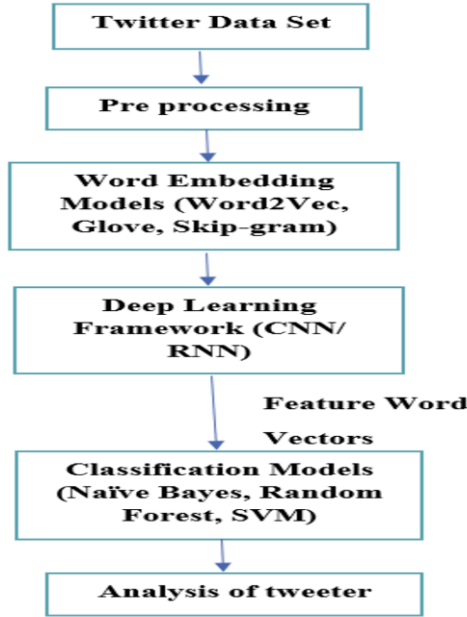 Twitter Data Set
Pre processing
Word Embedding
Models (Word2Vec,
Glove, Skip-gram)
Deep Learning
Framework (CNN/
RNN)
Feature Word
Vectors
Classification Models
(Naïve Bayes, Random
Forest, SVM)
Analysis of tweeter